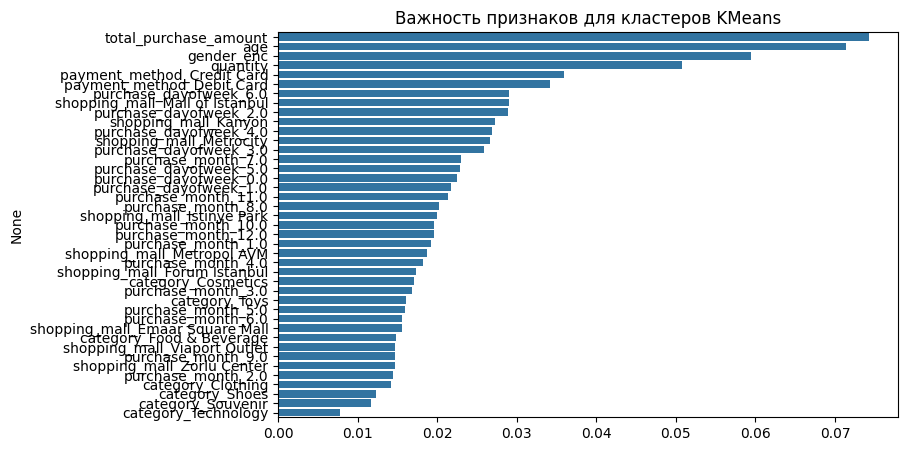 Важность признаков для кластеров KMeans
None
total_purchase_amount
age
gender_enc
quantity
payment_method_Credit Card
payment_method_Debit Card
purchase_dayofweek_6.0
shopping_mall_Mall of Istanbul
purchase_dayofweek_2.0
shopping_mall_Kanyon
purchase_dayofweek_4.0
shopping_mall_Metrocity
purchase_dayofweek_3.0
purchase_month_7.0
purchase_dayofweek_5.0
purchase_dayofweek_0.0
purchase_dayofweek_1.0
purchase_month_11.0
purchase_month_8.0
shopping_mall_Istinye Park
purchase_month_10.0
purchase_month_12.0
purchase_month_1.0
shopping_mall_Metropol AVM
purchase_month_4.0
shopping_mall_Forum Istanbul
category_Cosmetics
purchase_month_3.0
category_Toys
purchase_month_5.0
purchase_month_6.0
shopping_mall_Emaar Square Mall
category_Food & Beverage
shopping_mall_Viaport Outlet
purchase_month_9.0
shopping_mall_Zorlu Center
purchase_month_2.0
category_Clothing
category_Shoes
category_Souvenir
category_Technology
0.00 0.01 0.02 0.03 0.04 0.05 0.06 0.07